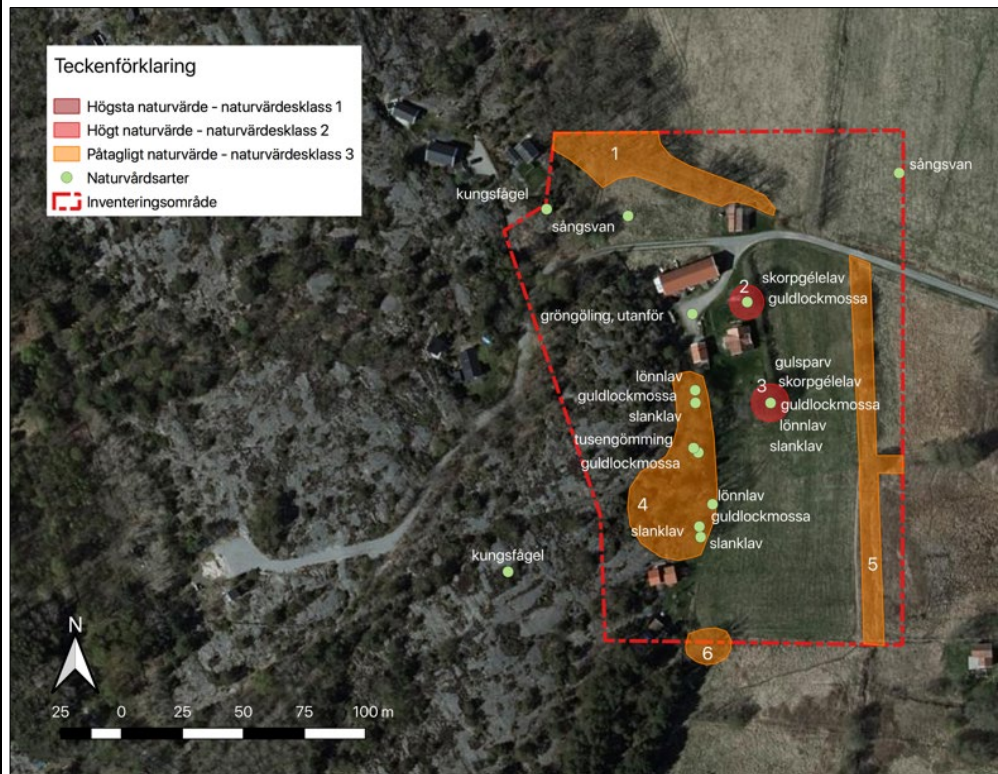 Teckenförklaring
Högsta naturvärde - naturvärdesklass 1
Högt naturvärde - naturvärdesklass 2
Påtagligt naturvärde - naturvärdesklass 3
Naturvårdsarter
Inventeringsområde
1
sångsvan
kungsfågel
sångsvan
2
skorpgélelav
guldlockmossa
gröngöling, utanför
gulsparv
skorpgélelav
3
guldlockmossa
lönnlav
slanklav
lönnlav
guldlockmossa
slanklav
tusengömming
guldlockmossa
4
lönnlav
guldlockmossa
slanklav
slanklav
kungsfågel
5
6
N
25 0 25 50 75 100 m